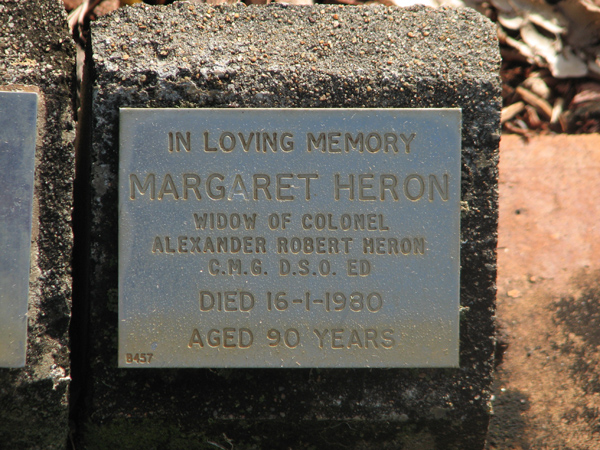 IN LOVING MEMORY
MARGARET HERON
WIDOW OF COLONEL
ALEXANDER ROBERT HERON
C.M.G. D.S.O. ED
DIED 16-1-1980
AGED 90 YEARS
8457